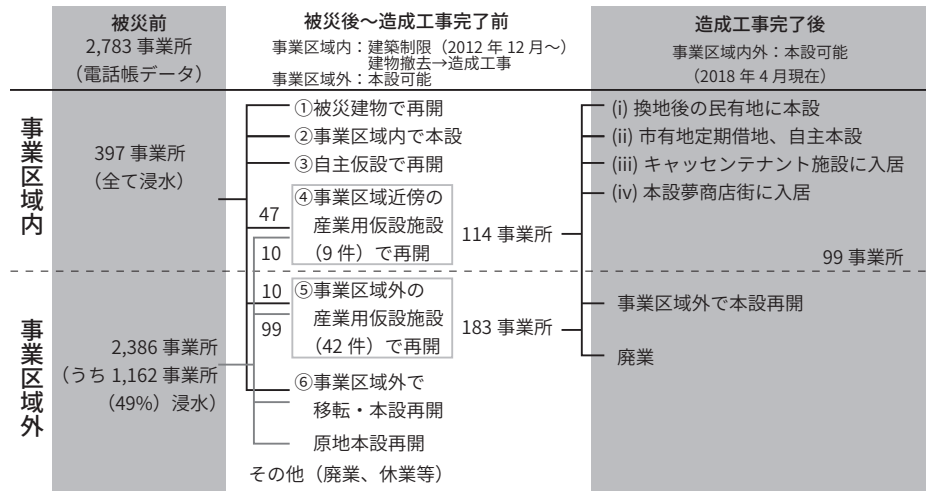 被災前
2,783 事業所
（電話帳データ）
被災後～造成工事完了前
事業区域内：建築制限（2012 年 12 月～）
建物撤去→造成工事
事業区域外：本設可能
造成工事完了後
事業区域内外：本設可能
（2018 年 4 月現在）
事業区域内
397 事業所
（全て浸水）
①被災建物で再開
②事業区域内で本設
③自主仮設で再開
47
10
④事業区域近傍の
産業用仮設施設
（9 件）で再開
114 事業所
(i) 換地後の民有地に本設
(ii) 市有地定期借地、自主本設
(iii) キャッセンテナント施設に入居
(iv) 本設夢商店街に入居
99 事業所
事業区域外
2,386 事業所
（うち 1,162 事業所
（49%）浸水）
10
99
⑤事業区域外の
産業用仮設施設
（42 件）で再開
183 事業所
⑥事業区域外で
移転・本設再開
原地本設再開
その他（廃業、休業等）
事業区域外で本設再開
廃業